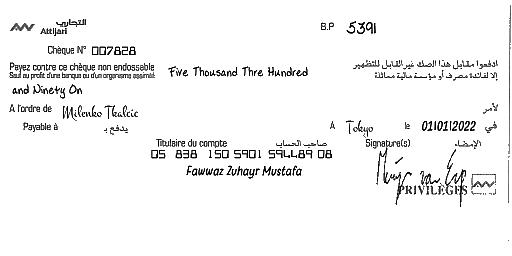 التجاري
Attijari
B.P 5391
Chèque N° 007828
Payez contre ce chèque non endossable
Sauf au profit d'une banque ou d'un organisme assimilé
Five Thousand Thre Hundred
ادفعوا مقابل هذا الصك غير القابل للتظهير
إلا لفائدة مصرف أو مؤسسة مالية مماثلة
and Ninety On
A l'ordre de Milenko Tkalcic لأمر
Payable à يدفع بـ
A Tokyo le 01/01/2022 في
Titulaire du compte صاحب الحساب
Signature(s) الإمضاء
05 838 150 5901 594489 08
Fawwaz Zuhayr Mustafa
PRIVILEGES